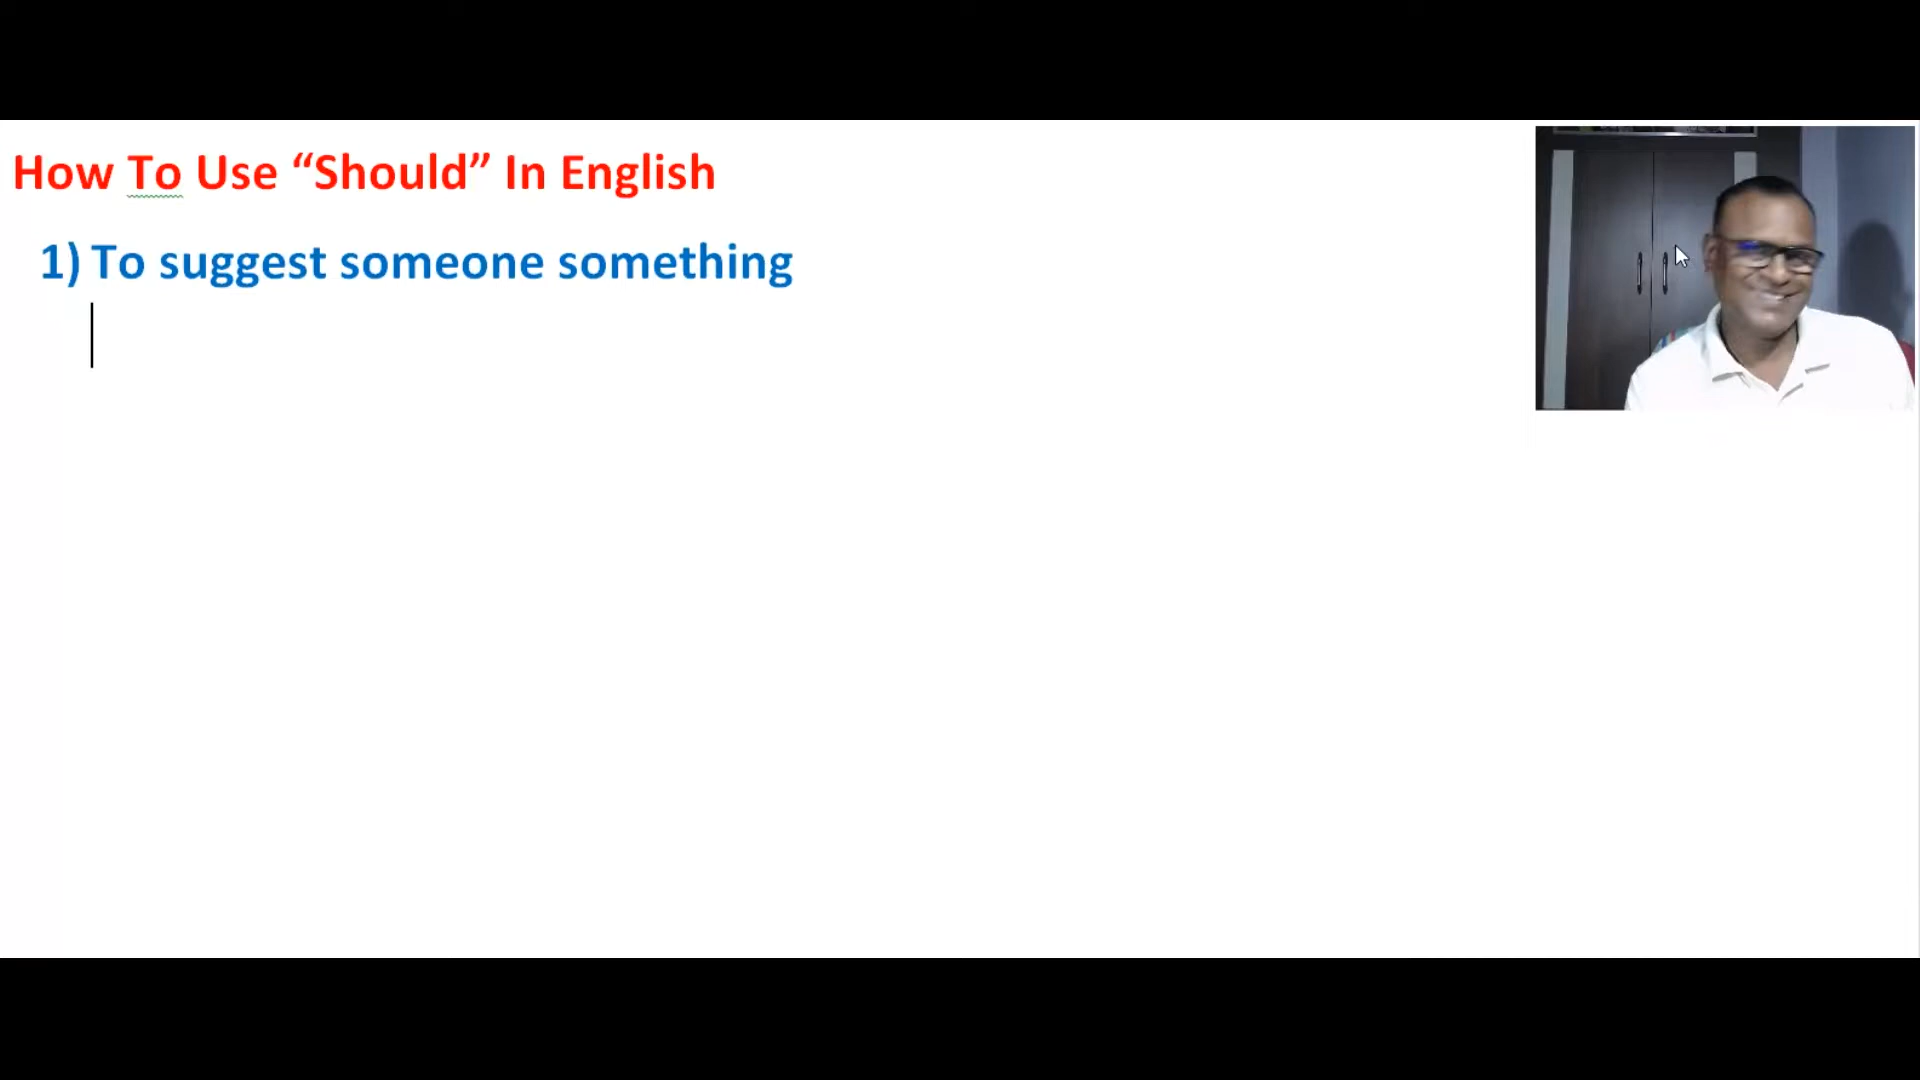 How To Use “Should” In English
1) To suggest someone something